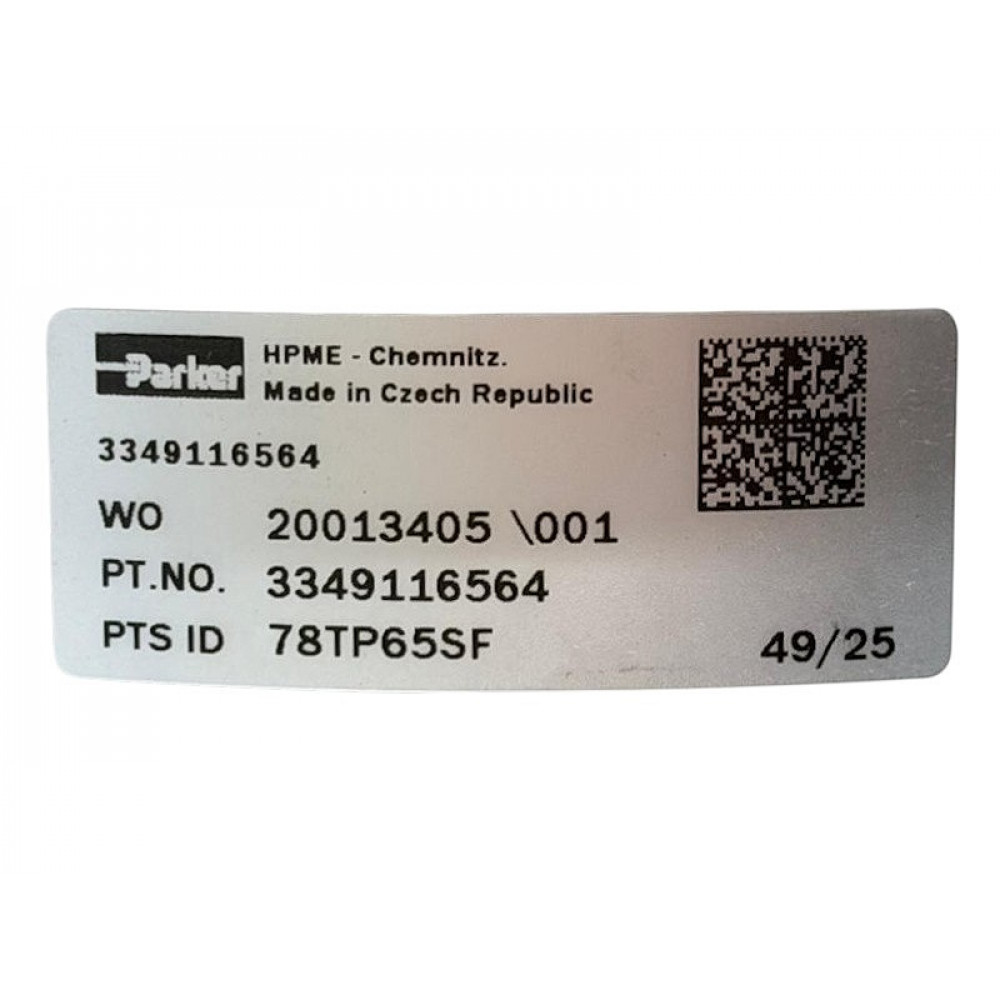 Parker
HPME - Chemnitz.
Made in Czech Republic
3349116564
WO 20013405 \001
PT.NO. 3349116564
PTS ID 78TP65SF 49/25